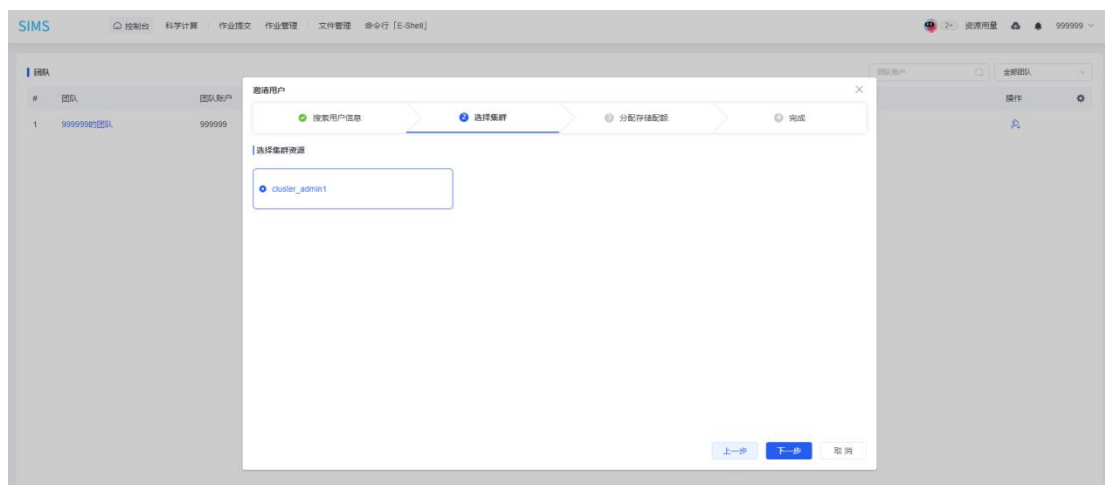 SIMS 控制台 科学计算 作业提交 作业管理 文件管理 命令行「E-Shell」 2+ 资源用量 999999
团队 团队账户 全部团队
# 团队 团队账户 操作
1 999999的团队 999999
邀请用户
搜索用户信息 2 选择集群 3 分配存储配额 4 完成
选择集群资源
cluster_admin1
上一步 下一步 取消